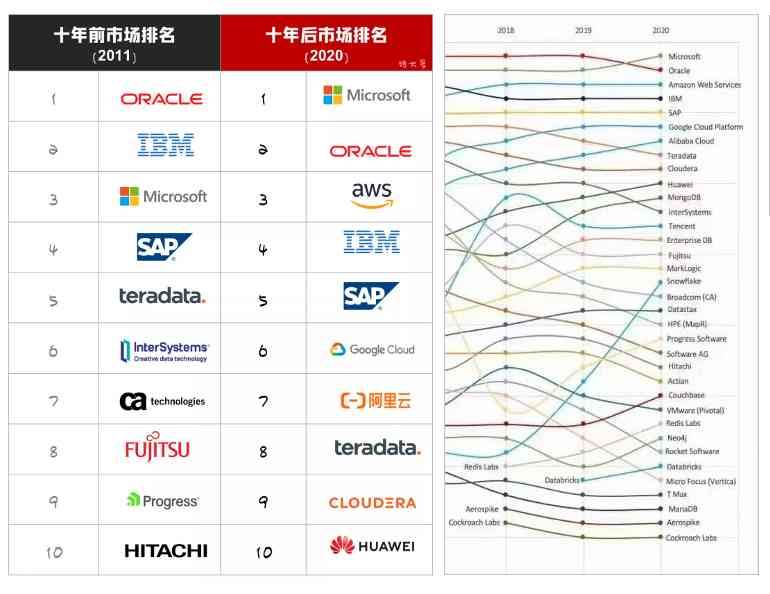 十年前市场排名
(2011)
十年后市场排名
(2020)
1 ORACLE 1 Microsoft
2 IBM 2 ORACLE
3 Microsoft 3 aws
4 SAP 4 IBM
5 teradata. 5 SAP
6 InterSystems
Creative data technology
6 Google Cloud
7 ca technologies 7 阿里云
8 FUJITSU 8 teradata.
9 Progress 9 CLOUDERA
10 HITACHI 10 HUAWEI
2018 2019 2020
Microsoft
Oracle
Amazon Web Services
IBM
SAP
Google Cloud Platform
Alibaba Cloud
Teradata
Cloudera
Huawei
MongoDB
InterSystems
Tencent
Enterprise DB
Fujitsu
MarkLogic
Snowflake
Broadcom (CA)
Datastax
HPE (MapR)
Progress Software
Software AG
Hitachi
Actian
Couchbase
VMware (Pivotal)
Redis Labs
Neo4j
Rocket Software
Redis Labs
Databricks
Databricks
Micro Focus (Vertica)
T Max
MariaDB
Aerospike
Aerospike
Cockroach Labs
Cockroach Labs